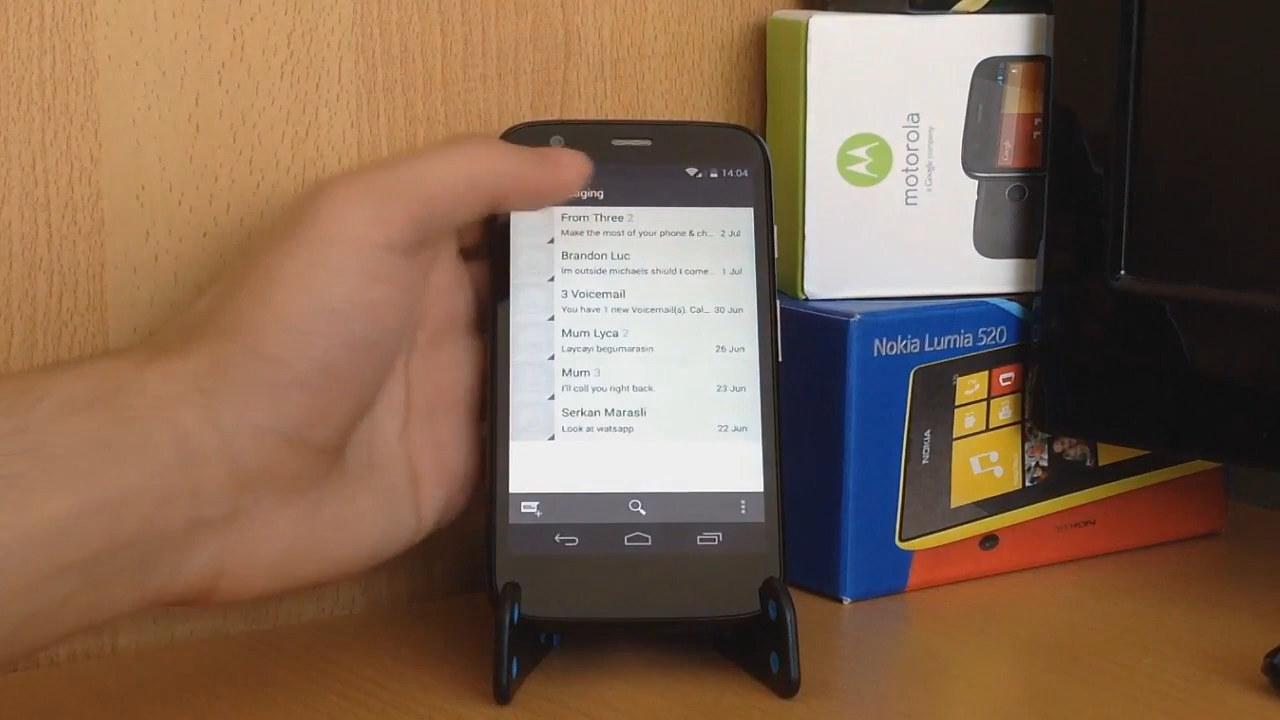 14:04
aging
From Three 2
Make the most of your phone & ch... 2 Jul
Brandon Luc
Im outside michaels shiuld I come... 1 Jul
3 Voicemail
You have 1 new Voicemail(s). Cal... 30 Jun
Mum Lyca 2
Laycayi begumarasin 26 Jun
Mum 3
I'll call you right back. 23 Jun
Serkan Marasli
Look at watsapp 22 Jun
motorola
a Google company
Google
Nokia Lumia 520
NOKIA
NOKIA